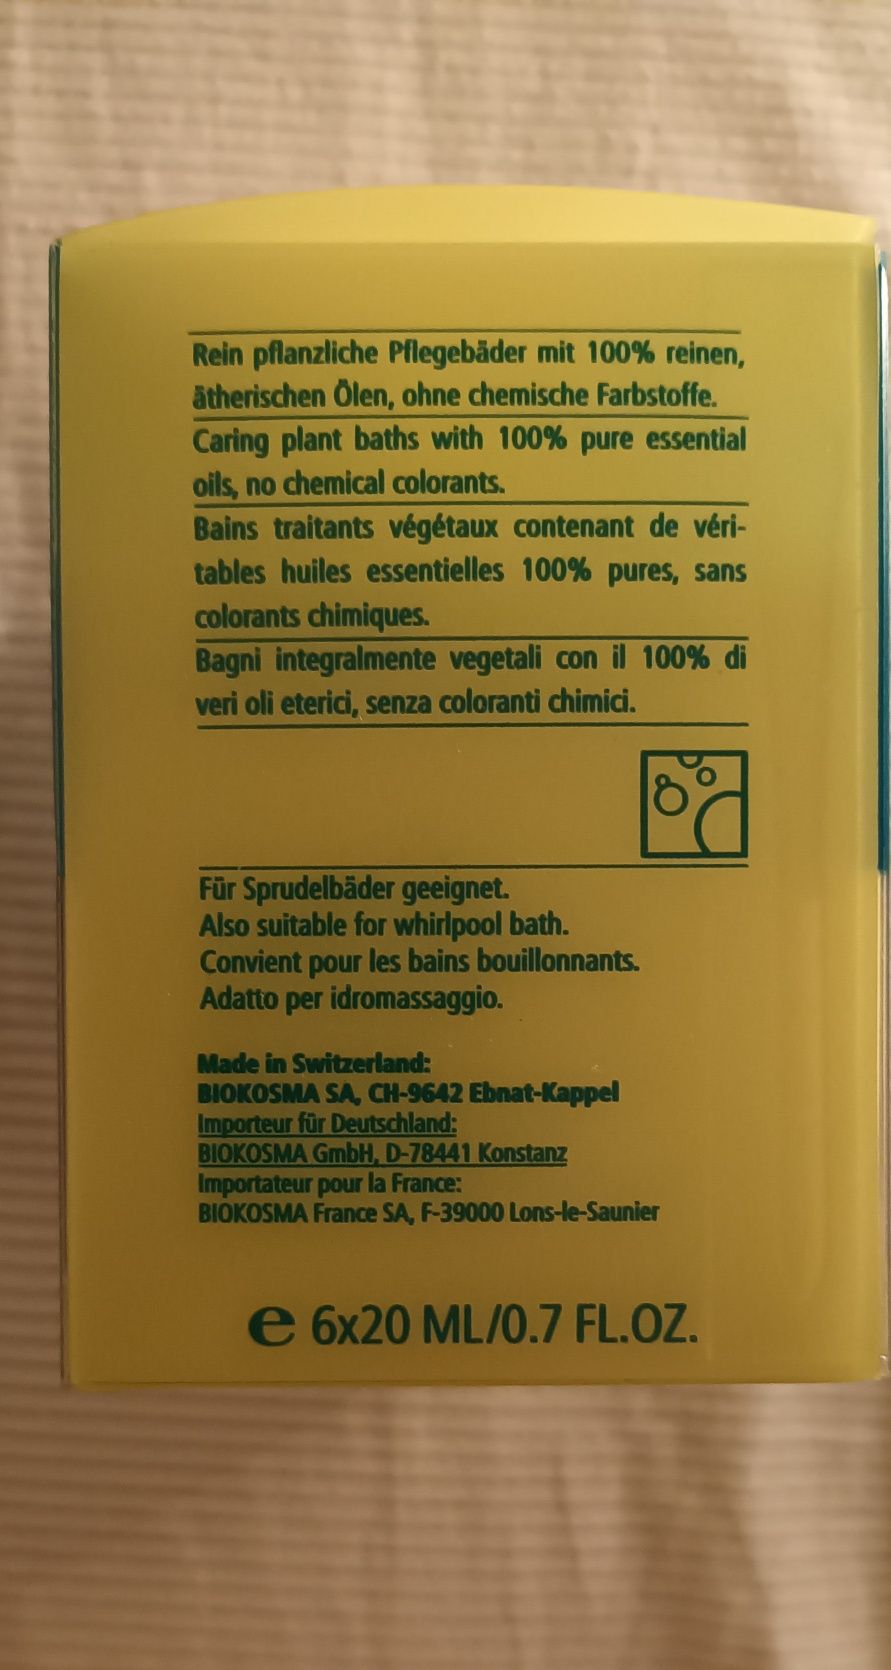 Rein pflanzliche Pflegebäder mit 100% reinen,
ätherischen Ölen, ohne chemische Farbstoffe.
Caring plant baths with 100% pure essential
oils, no chemical colorants.
Bains traitants végétaux contenant de véri-
tables huiles essentielles 100% pures, sans
colorants chimiques.
Bagni integralmente vegetali con il 100% di
veri oli eterici, senza coloranti chimici.
Für Sprudelbäder geeignet.
Also suitable for whirlpool bath.
Convient pour les bains bouillonnants.
Adatto per idromassaggio.
Made in Switzerland:
BIOKOSMA SA, CH-9642 Ebnat-Kappel
Importeur für Deutschland:
BIOKOSMA GmbH, D-78441 Konstanz
Importateur pour la France:
BIOKOSMA France SA, F-39000 Lons-le-Saunier
e 6x20 ML/0.7 FL.OZ.